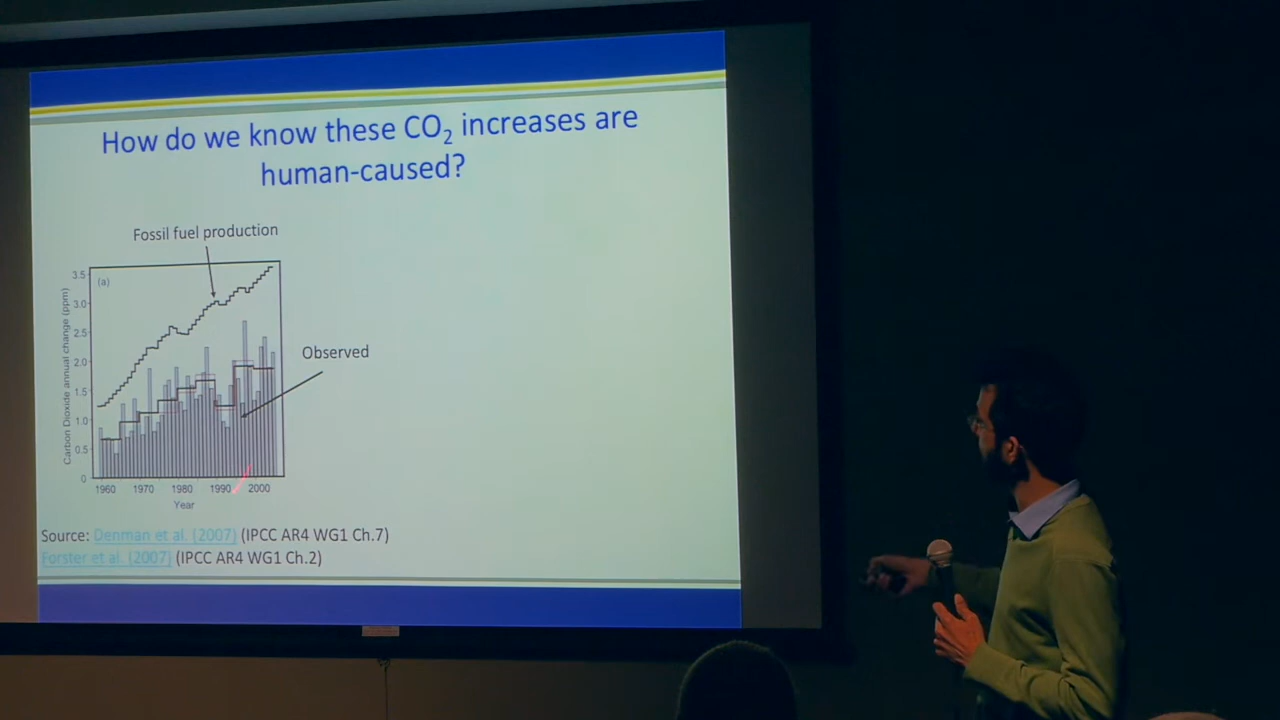 How do we know these CO₂ increases are
human-caused?
Fossil fuel production
(a)
3.5
3.0
2.5
2.0
1.5
1.0
0.5
0
Carbon Dioxide annual change (ppm)
Observed
1960 1970 1980 1990 2000
Year
Source: Denman et al. (2007) (IPCC AR4 WG1 Ch.7)
Forster et al. (2007) (IPCC AR4 WG1 Ch.2)